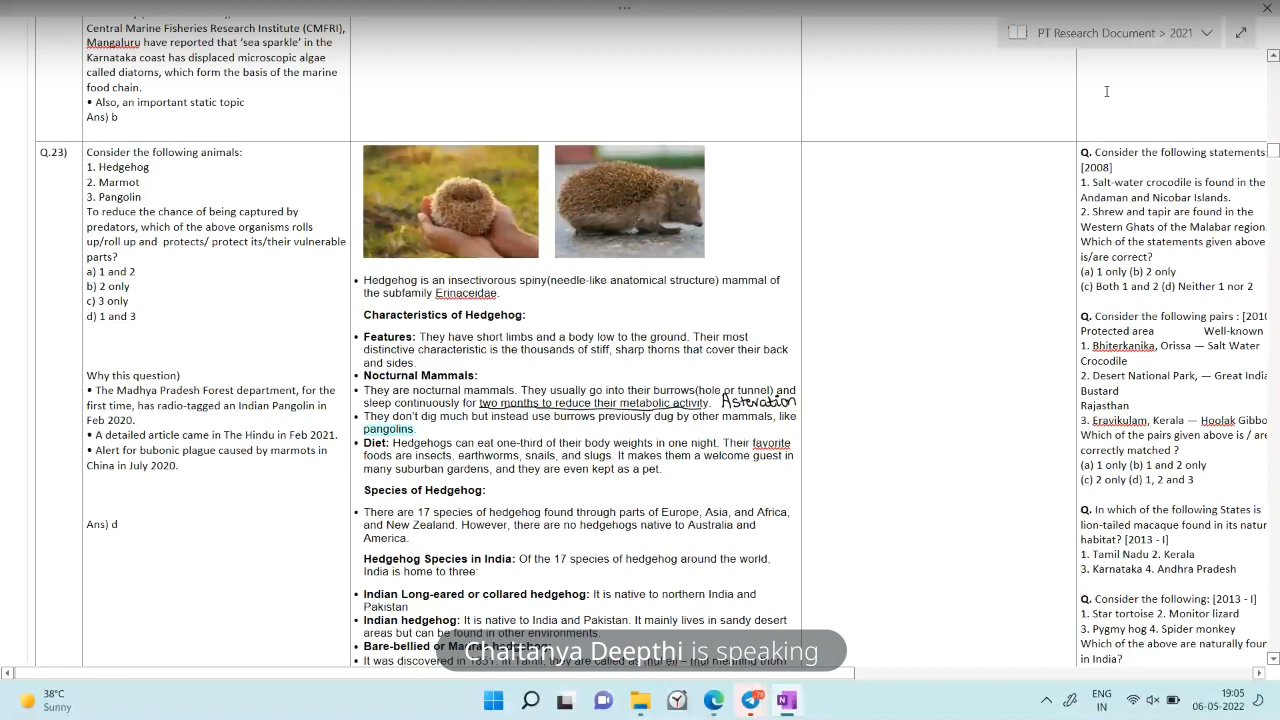 PT Research Document > 2021
Central Marine Fisheries Research Institute (CMFRI),
Mangaluru have reported that ‘sea sparkle’ in the
Karnataka coast has displaced microscopic algae
called diatoms, which form the basis of the marine
food chain.
• Also, an important static topic
Ans) b
Q.23)
Consider the following animals:
1. Hedgehog
2. Marmot
3. Pangolin
To reduce the chance of being captured by
predators, which of the above organisms rolls
up/roll up and protects/ protect its/their vulnerable
parts?
a) 1 and 2
b) 2 only
c) 3 only
d) 1 and 3
Why this question)
• The Madhya Pradesh Forest department, for the
first time, has radio-tagged an Indian Pangolin in
Feb 2020.
• A detailed article came in The Hindu in Feb 2021.
• Alert for bubonic plague caused by marmots in
China in July 2020.
Ans) d
• Hedgehog is an insectivorous spiny(needle-like anatomical structure) mammal of
the subfamily Erinaceidae.
Characteristics of Hedgehog:
• Features: They have short limbs and a body low to the ground. Their most
distinctive characteristic is the thousands of stiff, sharp thorns that cover their back
and sides.
• Nocturnal Mammals:
• They are nocturnal mammals. They usually go into their burrows(hole or tunnel) and
sleep continuously for two months to reduce their metabolic activity. Asteration
• They don't dig much but instead use burrows previously dug by other mammals, like
pangolins.
• Diet: Hedgehogs can eat one-third of their body weights in one night. Their favorite
foods are insects, earthworms, snails, and slugs. It makes them a welcome guest in
many suburban gardens, and they are even kept as a pet.
Species of Hedgehog:
• There are 17 species of hedgehog found through parts of Europe, Asia, and Africa,
and New Zealand. However, there are no hedgehogs native to Australia and
America.
Hedgehog Species in India: Of the 17 species of hedgehog around the world,
India is home to three:
• Indian Long-eared or collared hedgehog: It is native to northern India and
Pakistan
• Indian hedgehog: It is native to India and Pakistan. It mainly lives in sandy desert
areas but can be found in other environments.
• Bare-bellied or Madras hedgehog
• It was discovered in 1851. In Tamil, they are called as
Chaitanya Deepthi is speaking
Q. Consider the following statements
[2008]
1. Salt-water crocodile is found in the
Andaman and Nicobar Islands.
2. Shrew and tapir are found in the
Western Ghats of the Malabar region.
Which of the statements given above
is/are correct?
(a) 1 only (b) 2 only
(c) Both 1 and 2 (d) Neither 1 nor 2
Q. Consider the following pairs : [2010
Protected area Well-known
1. Bhiterkanika, Orissa — Salt Water
Crocodile
2. Desert National Park, — Great India
Bustard
Rajasthan
3. Eravikulam, Kerala — Hoolak Gibbo
Which of the pairs given above is / are
correctly matched ?
(a) 1 only (b) 1 and 2 only
(c) 2 only (d) 1, 2 and 3
Q. In which of the following States is
lion-tailed macaque found in its natur
habitat? [2013 - I]
1. Tamil Nadu 2. Kerala
3. Karnataka 4. Andhra Pradesh
Q. Consider the following: [2013 - I]
1. Star tortoise 2. Monitor lizard
3. Pygmy hog 4. Spider monkey
Which of the above are naturally foun
in India?
38°C
Sunny
ENG
IN
19:05
06-05-2022